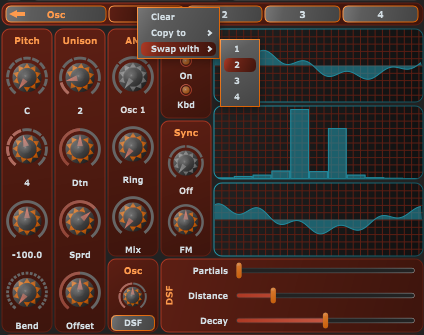 Osc 2 3 4
Clear
Copy to
Swap with
1
2
3
4
Pitch Unison AM
On
Kbd
C 2 Osc 1
Sync
4 Dtn Ring Off
-100.0 Sprd Mix FM
Osc
Bend Offset DSF
DSF
Partials
Distance
Decay